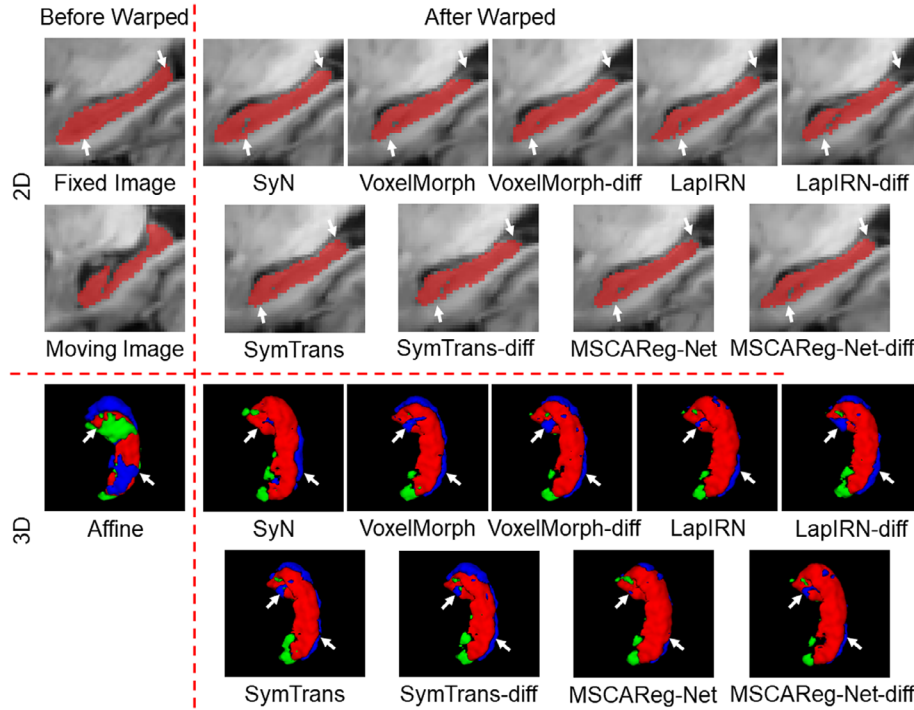 Before Warped After Warped
2D
Fixed Image SyN VoxelMorph VoxelMorph-diff LapIRN LapIRN-diff
Moving Image SymTrans SymTrans-diff MSCAReg-Net MSCAReg-Net-diff
3D
Affine SyN VoxelMorph VoxelMorph-diff LapIRN LapIRN-diff
SymTrans SymTrans-diff MSCAReg-Net MSCAReg-Net-diff